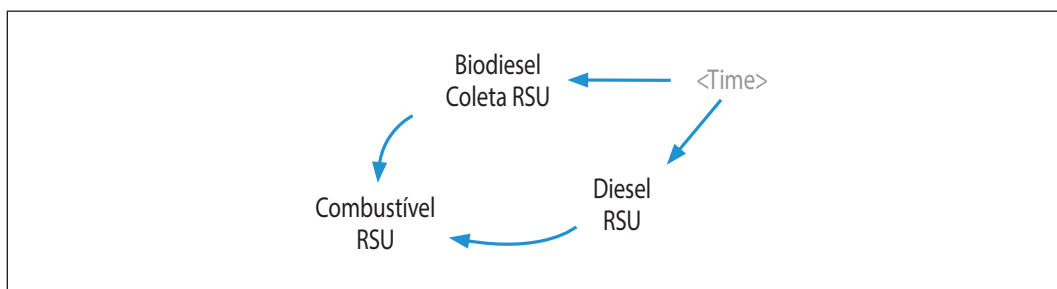 Biodiesel
Coleta RSU
<Time>
Diesel
RSU
Combustível
RSU